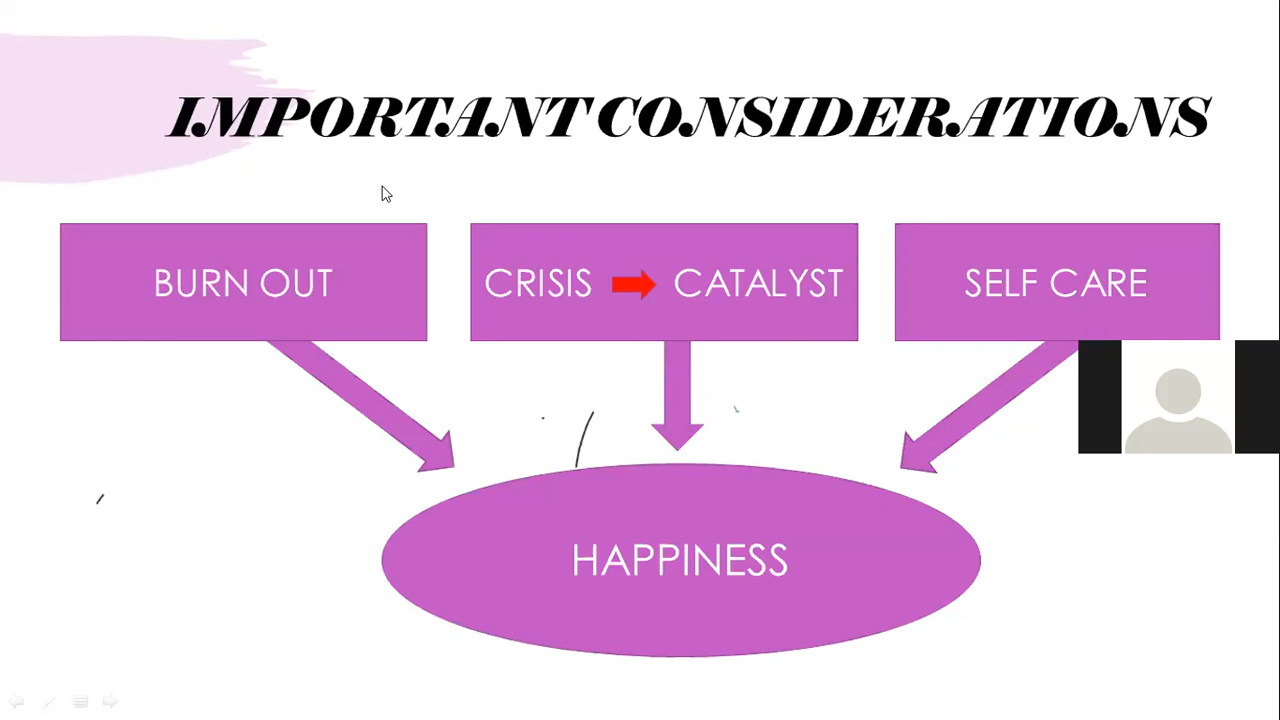 IMPORTANT CONSIDERATIONS
BURN OUT
CRISIS CATALYST
SELF CARE
HAPPINESS